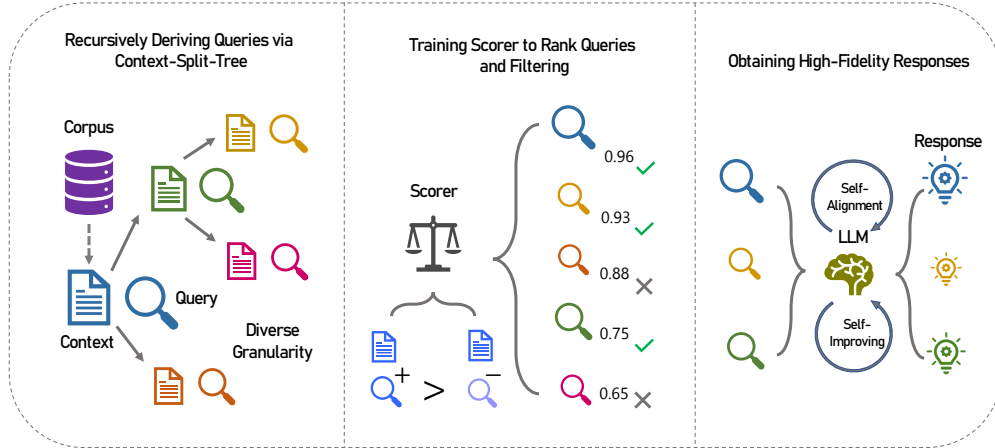 Recursively Deriving Queries via
Context-Split-Tree
Corpus
Query
Context
Diverse
Granularity
Training Scorer to Rank Queries
and Filtering
Scorer
+ > −
0.96
0.93
0.88
0.75
0.65
Obtaining High-Fidelity Responses
Response
Self-
Alignment
LLM
Self-
Improving